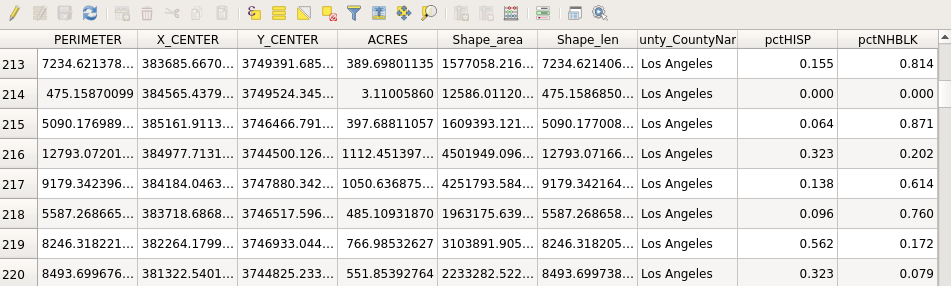 PERIMETER X_CENTER Y_CENTER ACRES Shape_area Shape_len unty_CountyNar pctHISP pctNHBLK
213 7234.621378... 383685.6670... 3749391.685... 389.69801135 1577058.216... 7234.621406... Los Angeles 0.155 0.814
214 475.15870099 384565.4379... 3749524.345... 3.11005860 12586.01120... 475.1586850... Los Angeles 0.000 0.000
215 5090.176989... 385161.9113... 3746466.791... 397.68811057 1609393.121... 5090.177008... Los Angeles 0.064 0.871
216 12793.07201... 384977.7131... 3744500.126... 1112.451397... 4501949.096... 12793.07166... Los Angeles 0.323 0.202
217 9179.342396... 384184.0463... 3747880.342... 1050.636875... 4251793.584... 9179.342164... Los Angeles 0.138 0.614
218 5587.268665... 383718.6868... 3746517.596... 485.10931870 1963175.639... 5587.268658... Los Angeles 0.096 0.760
219 8246.318221... 382264.1799... 3746933.044... 766.98532627 3103891.905... 8246.318205... Los Angeles 0.562 0.172
220 8493.699676... 381322.5401... 3744825.233... 551.85392764 2233282.522... 8493.699738... Los Angeles 0.323 0.079